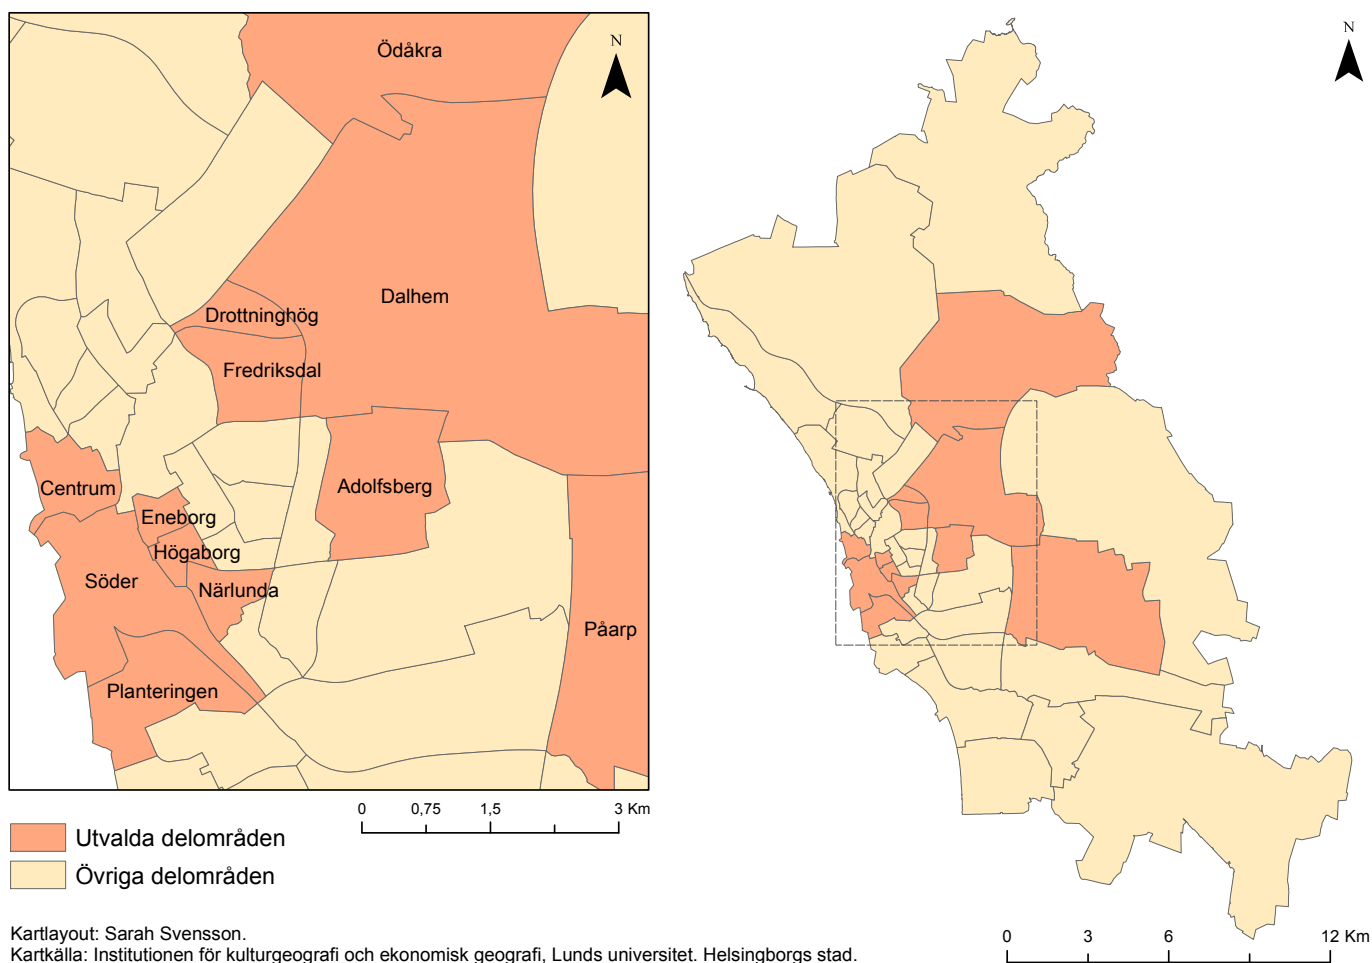 Ödåkra
N
N
Dalhem
Drottninghög
Fredriksdal
Adolfsberg
Centrum
Eneborg
Högaborg
Söder
Närlunda
Påarp
Planteringen
0 0,75 1,5 3 Km
Utvalda delområden
Övriga delområden
Kartlayout: Sarah Svensson.
Kartkälla: Institutionen för kulturgeografi och ekonomisk geografi, Lunds universitet. Helsingborgs stad.
0 3 6 12 Km